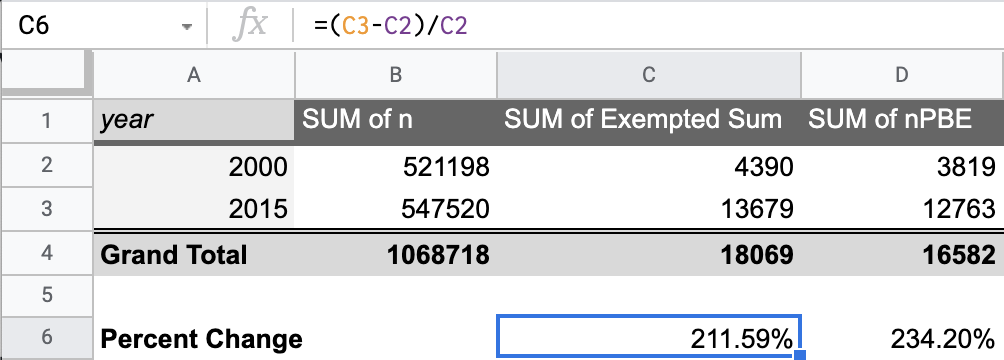 C6 fx =(C3-C2)/C2
A B C D
1 year SUM of n SUM of Exempted Sum SUM of nPBE
2 2000 521198 4390 3819
3 2015 547520 13679 12763
4 Grand Total 1068718 18069 16582
5
6 Percent Change 211.59% 234.20%